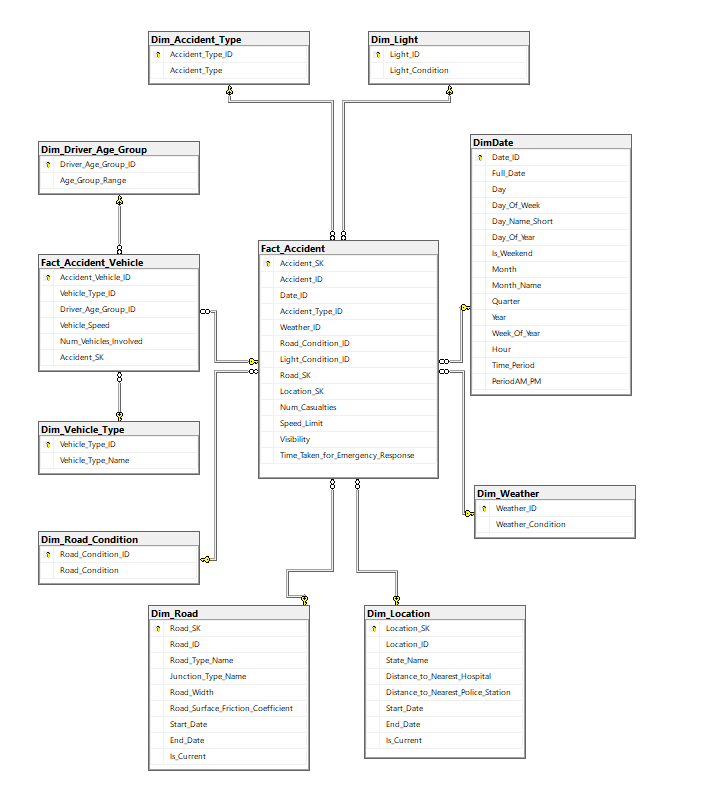 Dim_Accident_Type
Accident_Type_ID
Accident_Type
Dim_Light
Light_ID
Light_Condition
Dim_Driver_Age_Group
Driver_Age_Group_ID
Age_Group_Range
DimDate
Date_ID
Full_Date
Day
Day_Of_Week
Day_Name_Short
Day_Of_Year
Is_Weekend
Month
Month_Name
Quarter
Year
Week_Of_Year
Hour
Time_Period
PeriodAM_PM
Fact_Accident_Vehicle
Accident_Vehicle_ID
Vehicle_Type_ID
Driver_Age_Group_ID
Vehicle_Speed
Num_Vehicles_Involved
Accident_SK
Fact_Accident
Accident_SK
Accident_ID
Date_ID
Accident_Type_ID
Weather_ID
Road_Condition_ID
Light_Condition_ID
Road_SK
Location_SK
Num_Casualties
Speed_Limit
Visibility
Time_Taken_for_Emergency_Response
Dim_Vehicle_Type
Vehicle_Type_ID
Vehicle_Type_Name
Dim_Weather
Weather_ID
Weather_Condition
Dim_Road_Condition
Road_Condition_ID
Road_Condition
Dim_Road
Road_SK
Road_ID
Road_Type_Name
Junction_Type_Name
Road_Width
Road_Surface_Friction_Coefficient
Start_Date
End_Date
Is_Current
Dim_Location
Location_SK
Location_ID
State_Name
Distance_to_Nearest_Hospital
Distance_to_Nearest_Police_Station
Start_Date
End_Date
Is_Current